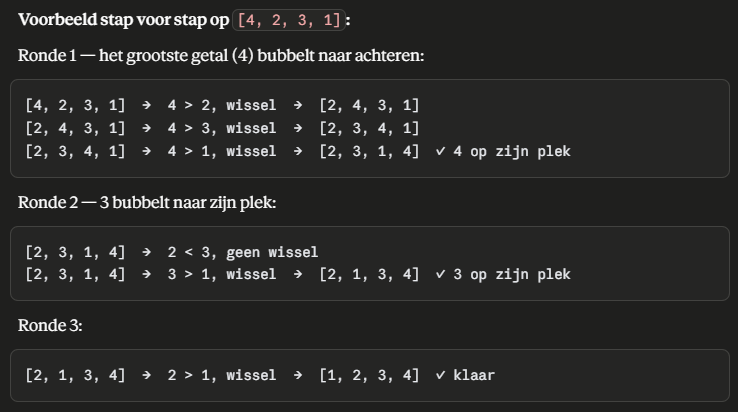 Voorbeeld stap voor stap op [4, 2, 3, 1]:
Ronde 1 — het grootste getal (4) bubbelt naar achteren:
[4, 2, 3, 1] → 4 > 2, wissel → [2, 4, 3, 1]
[2, 4, 3, 1] → 4 > 3, wissel → [2, 3, 4, 1]
[2, 3, 4, 1] → 4 > 1, wissel → [2, 3, 1, 4] ✓ 4 op zijn plek
Ronde 2 — 3 bubbelt naar zijn plek:
[2, 3, 1, 4] → 2 < 3, geen wissel
[2, 3, 1, 4] → 3 > 1, wissel → [2, 1, 3, 4] ✓ 3 op zijn plek
Ronde 3:
[2, 1, 3, 4] → 2 > 1, wissel → [1, 2, 3, 4] ✓ klaar